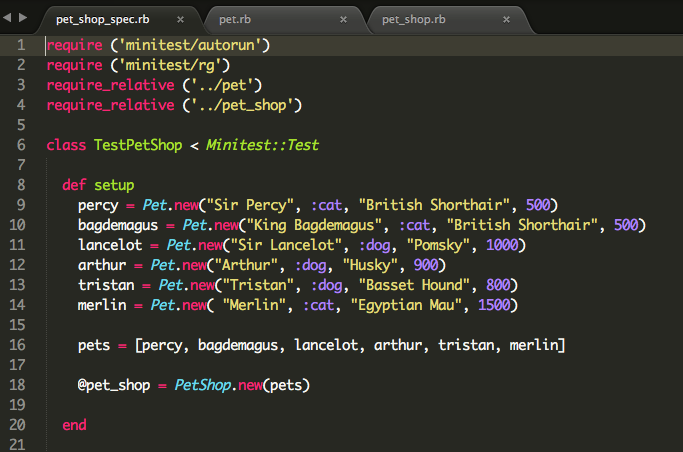 pet_shop_spec.rb × pet.rb × pet_shop.rb ×
1 require ('minitest/autorun')
2 require ('minitest/rg')
3 require_relative ('../pet')
4 require_relative ('../pet_shop')
5
6 class TestPetShop < Minitest::Test
7
8 def setup
9 percy = Pet.new("Sir Percy", :cat, "British Shorthair", 500)
10 bagdemagus = Pet.new("King Bagdemagus", :cat, "British Shorthair", 500)
11 lancelot = Pet.new("Sir Lancelot", :dog, "Pomsky", 1000)
12 arthur = Pet.new("Arthur", :dog, "Husky", 900)
13 tristan = Pet.new("Tristan", :dog, "Basset Hound", 800)
14 merlin = Pet.new( "Merlin", :cat, "Egyptian Mau", 1500)
15
16 pets = [percy, bagdemagus, lancelot, arthur, tristan, merlin]
17
18 @pet_shop = PetShop.new(pets)
19
20 end
21